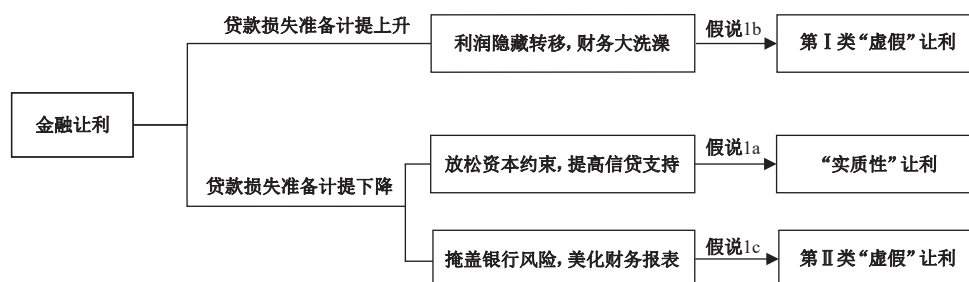 贷款损失准备计提上升
利润隐藏转移，财务大洗澡
假说1b
第Ⅰ类“虚假”让利
金融让利
贷款损失准备计提下降
放松资本约束，提高信贷支持
假说1a
“实质性”让利
掩盖银行风险，美化财务报表
假说1c
第Ⅱ类“虚假”让利